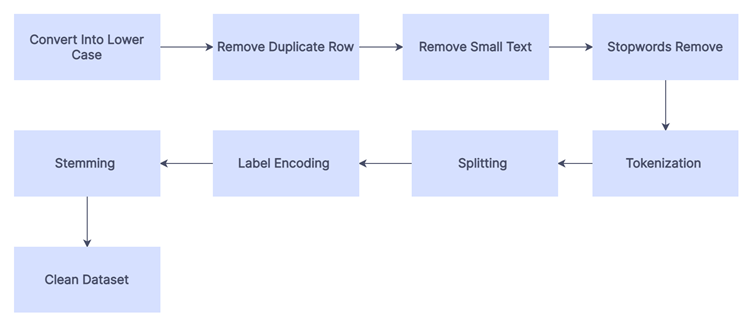 Convert Into Lower
Case
Remove Duplicate Row
Remove Small Text
Stopwords Remove
Stemming
Label Encoding
Splitting
Tokenization
Clean Dataset